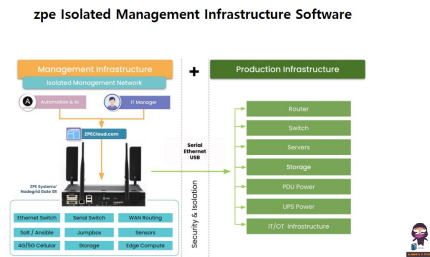 zpe Isolated Management Infrastructure Software
Management Infrastructure
Isolated Management Network
Automation & AI
IT Manager
ZPECloud.com
ZPE Systems'
Nodegrid Gate SR
Ethernet Switch
Serial Switch
WAN Routing
Salt / Ansible
Jumpbox
Sensors
4G/5G Cellular
Storage
Edge Compute
+
Serial
Ethernet
USB
Security & Isolation
Production Infrastructure
Router
Switch
Servers
Storage
PDU Power
UPS Power
IT/OT Infrastructure